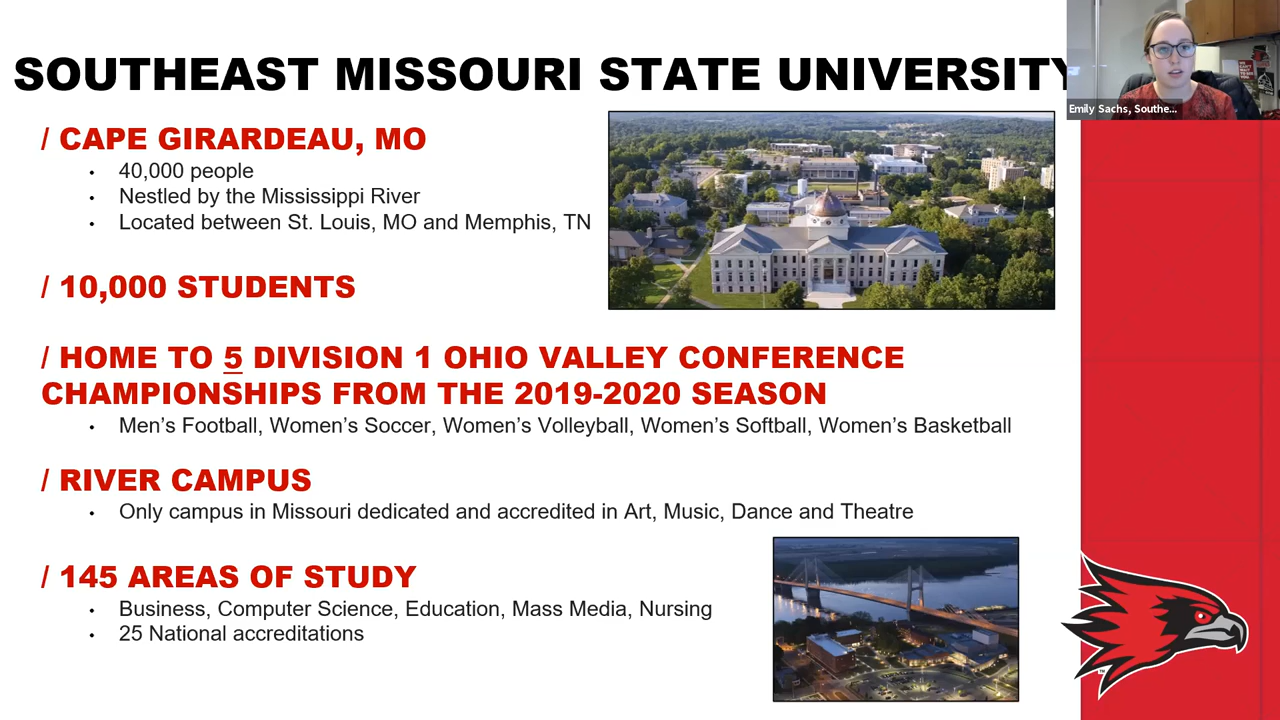 SOUTHEAST MISSOURI STATE UNIVERSITY
Emily Sachs, Southe...
/ CAPE GIRARDEAU, MO
• 40,000 people
• Nestled by the Mississippi River
• Located between St. Louis, MO and Memphis, TN
/ 10,000 STUDENTS
/ HOME TO 5 DIVISION 1 OHIO VALLEY CONFERENCE
CHAMPIONSHIPS FROM THE 2019-2020 SEASON
• Men's Football, Women's Soccer, Women's Volleyball, Women's Softball, Women's Basketball
/ RIVER CAMPUS
• Only campus in Missouri dedicated and accredited in Art, Music, Dance and Theatre
/ 145 AREAS OF STUDY
• Business, Computer Science, Education, Mass Media, Nursing
• 25 National accreditations
TM